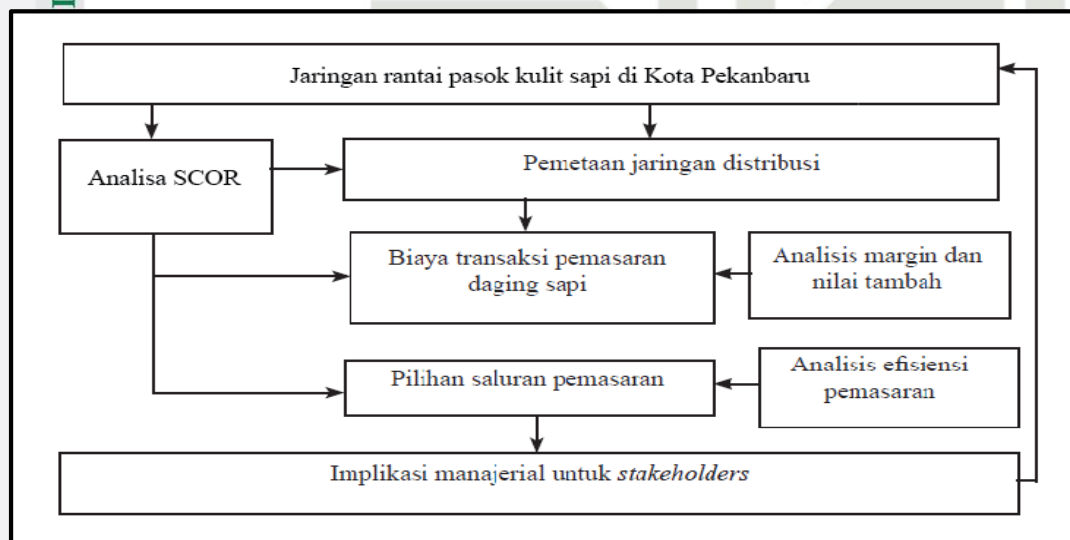 Jaringan rantai pasok kulit sapi di Kota Pekanbaru
Analisa SCOR
Pemetaan jaringan distribusi
Biaya transaksi pemasaran
daging sapi
Analisis margin dan
nilai tambah
Pilihan saluran pemasaran
Analisis efisiensi
pemasaran
Implikasi manajerial untuk stakeholders